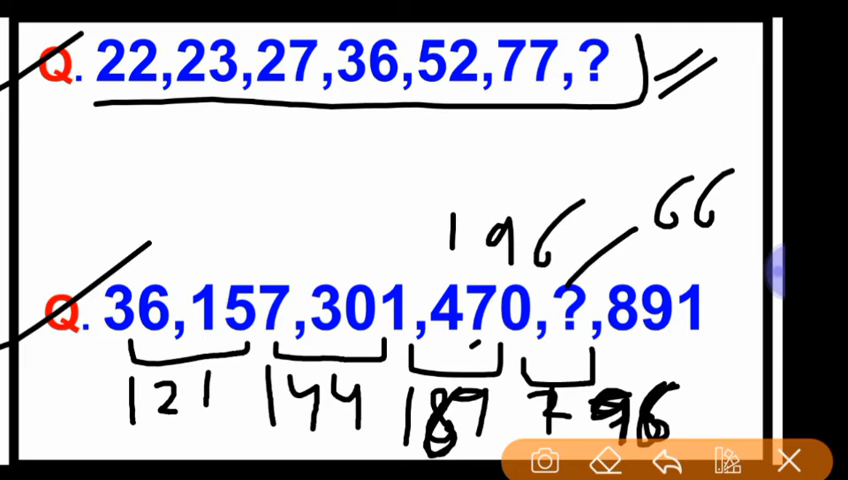 Q. 22,23,27,36,52,77,?
196 66
Q. 36,157,301,470,?,891
121 144